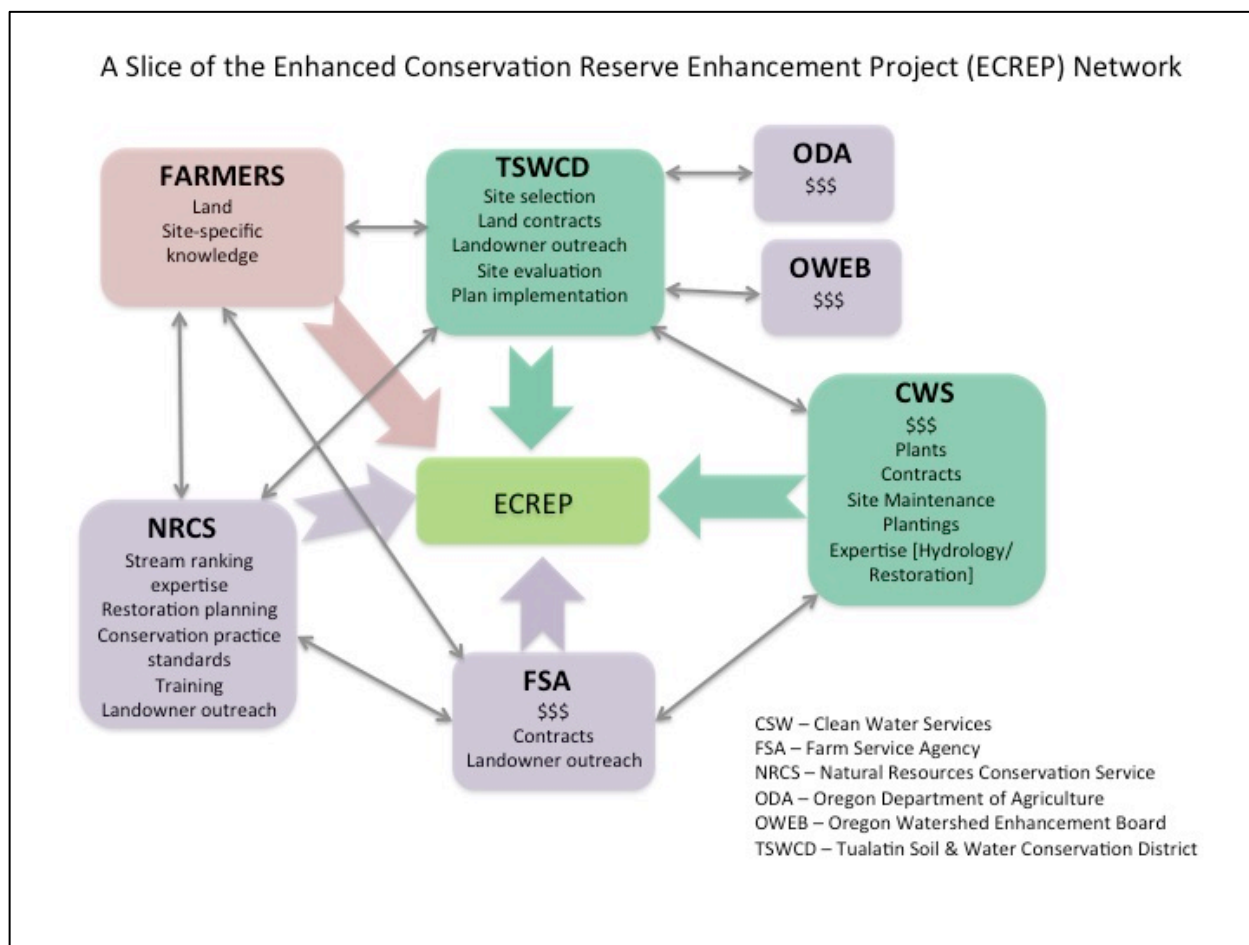 A Slice of the Enhanced Conservation Reserve Enhancement Project (ECREP) Network
FARMERS
Land
Site-specific
knowledge
TSWCD
Site selection
Land contracts
Landowner outreach
Site evaluation
Plan implementation
ODA
$$$
OWEB
$$$
CWS
$$$
Plants
Contracts
Site Maintenance
Plantings
Expertise [Hydrology/
Restoration]
ECREP
NRCS
Stream ranking
expertise
Restoration planning
Conservation practice
standards
Training
Landowner outreach
FSA
$$$
Contracts
Landowner outreach
CSW – Clean Water Services
FSA – Farm Service Agency
NRCS – Natural Resources Conservation Service
ODA – Oregon Department of Agriculture
OWEB – Oregon Watershed Enhancement Board
TSWCD – Tualatin Soil & Water Conservation District